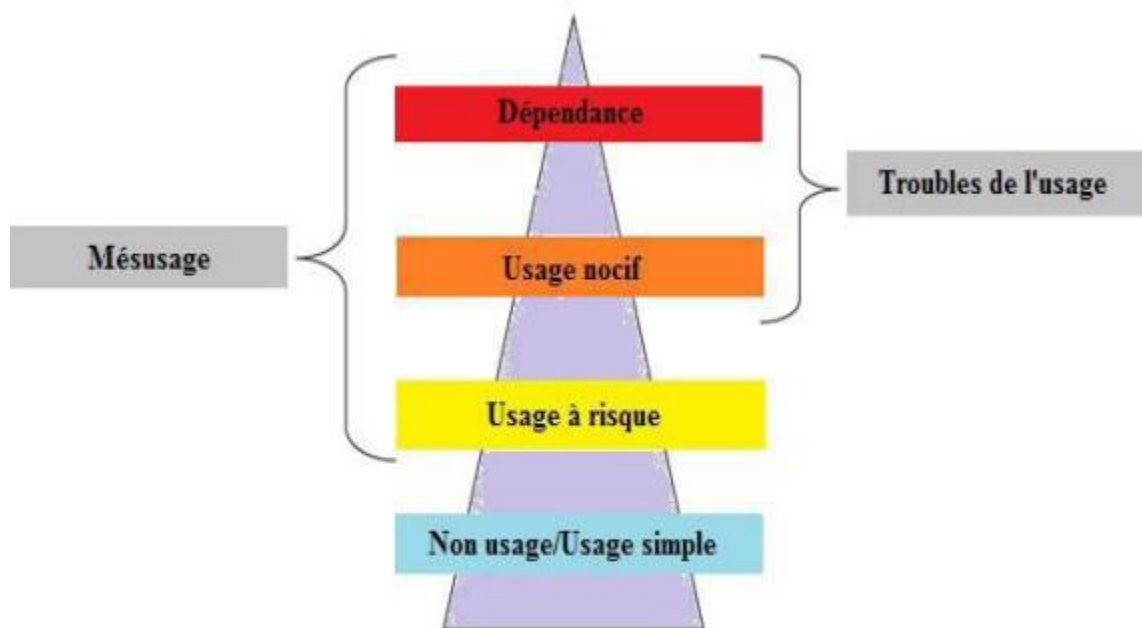 Dépendance
Troubles de l'usage
Mésusage
Usage nocif
Usage à risque
Non usage/Usage simple